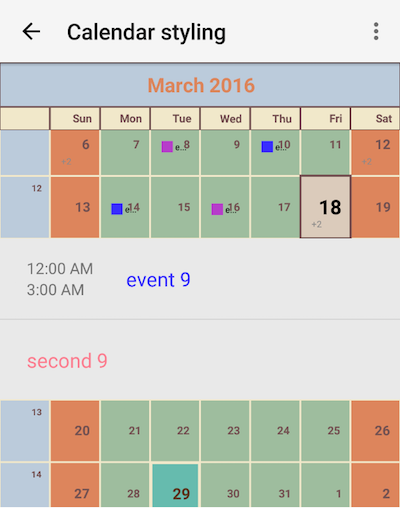 Calendar styling
March 2016
Sun Mon Tue Wed Thu Fri Sat
6 7 e... 8 9 e... 10 11 12
+2 +2
12 13 e... 14 15 e... 16 17 18 19
+2
12:00 AM
3:00 AM
event 9
second 9
13 20 21 22 23 24 25 26
14 27 28 29 30 31 1 2